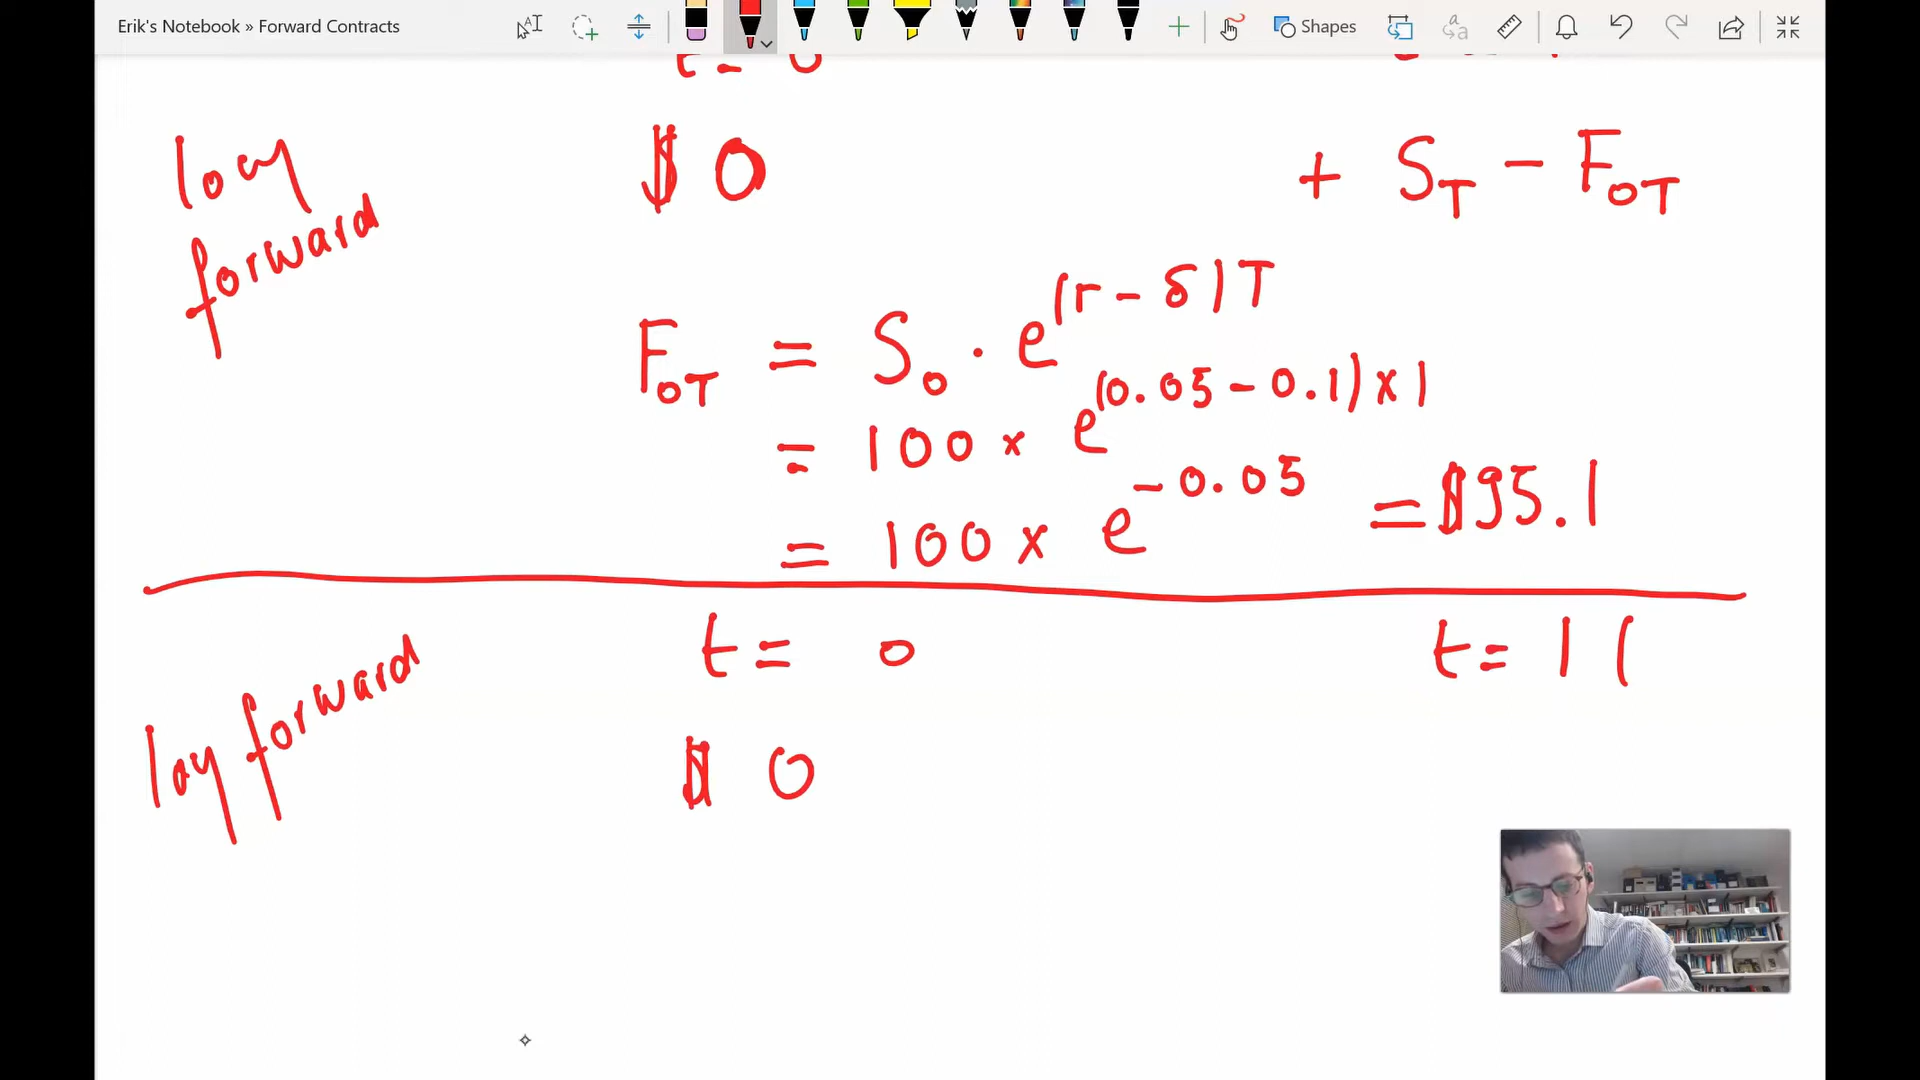 Erik's Notebook » Forward Contracts
Shapes
t = 0
long forward $ 0 + S_T - F_0T
F_0T = S_0 · e^(r - δ)T
= 100 × e^(0.05 - 0.1) × 1
= 100 × e^-0.05 = $95.1
t = 0 t = 1 (
long forward $ 0